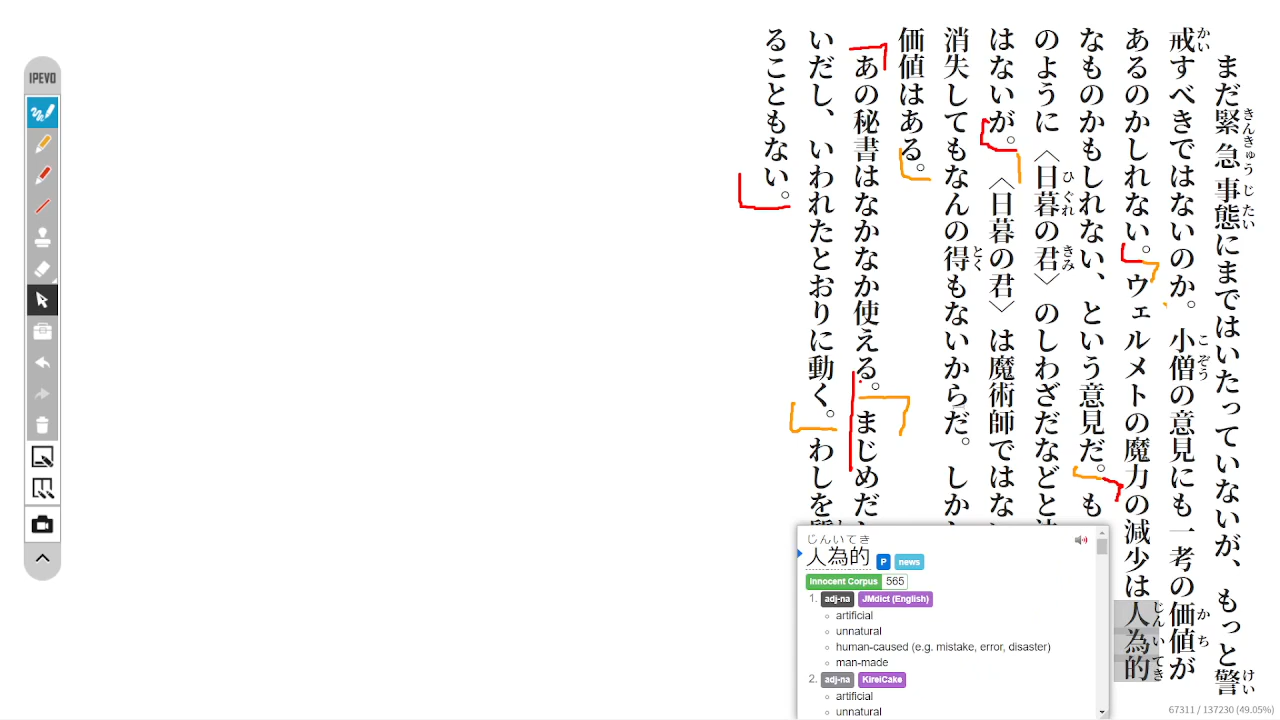 まだ緊急事態にまではいたっていないが、もっと警
戒すべきではないのか。小僧の意見にも一考の価値が
あるのかしれない。ウェルメトの魔力の減少は人為的
なものかもしれない、という意見だ。も
のように〈日暮の君〉のしわざだなどと
はないが。〈日暮の君〉は魔術師ではな
消失してもなんの得もないからだ。しか
価値はある。
あの秘書はなかなか使える。まじめだ
いだし、いわれたとおりに動く。わしを
ることもない。
IPEVO
じんいてき
人為的 P news
Innocent Corpus 565
1. adj-na JMdict (English)
artificial
unnatural
human-caused (e.g. mistake, error, disaster)
man-made
2. adj-na KireiCake
artificial
unnatural
67311 / 137230 (49.05%)